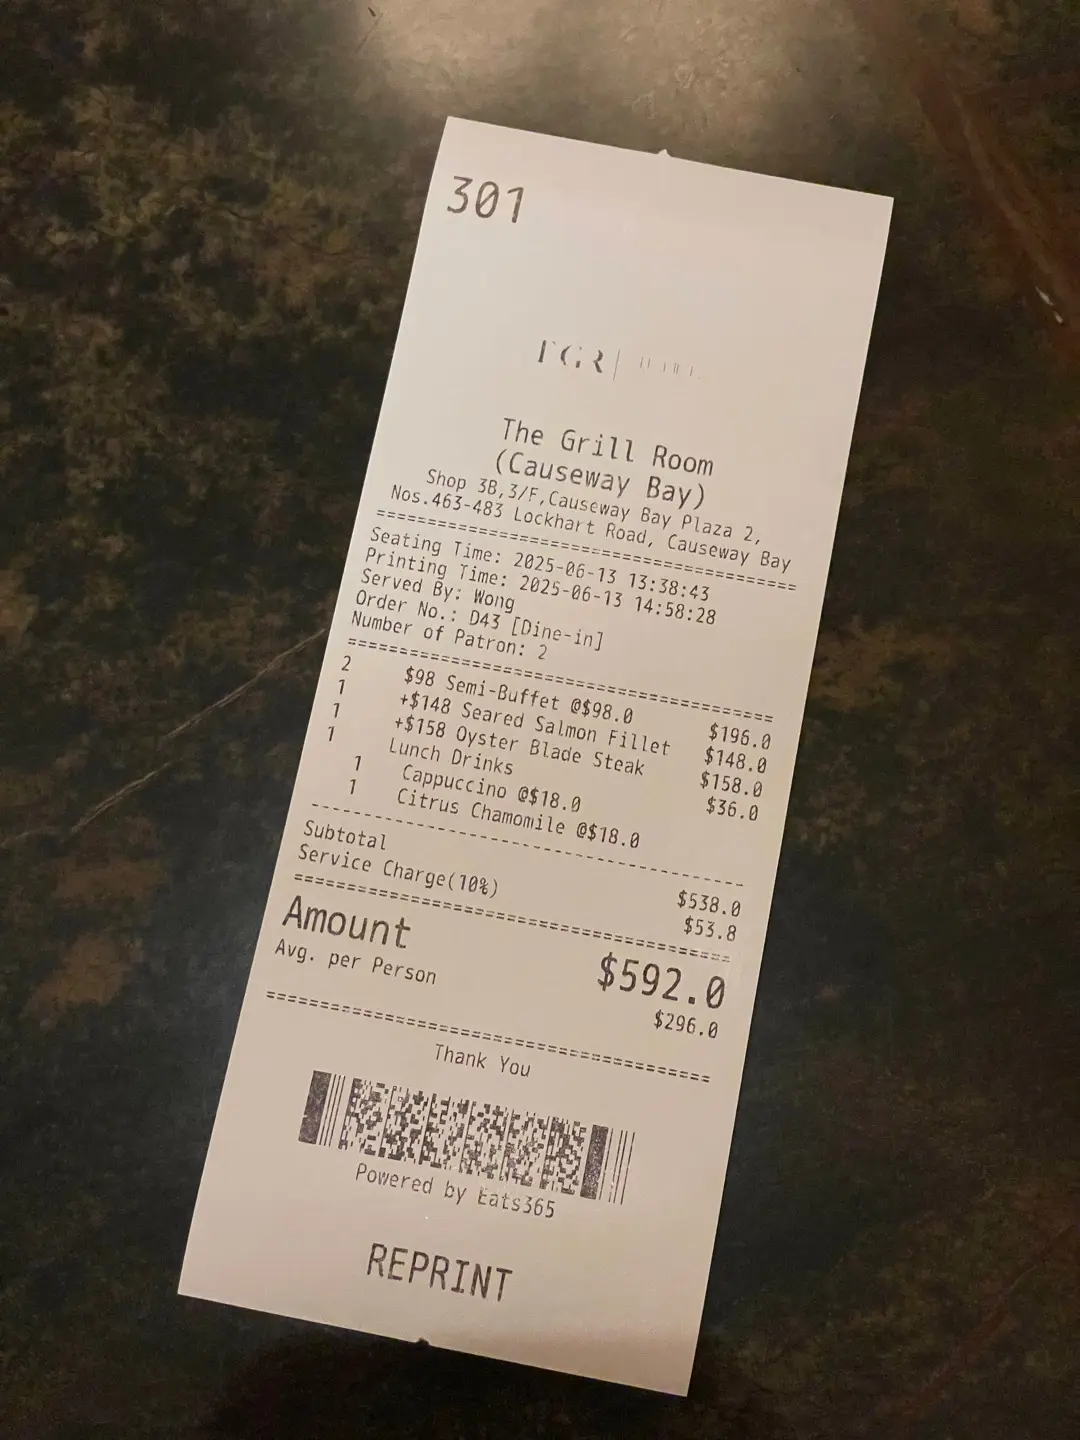 301
The Grill Room
(Causeway Bay)
Shop 3B,3/F,Causeway Bay Plaza 2,
Nos.463-483 Lockhart Road, Causeway Bay
Seating Time: 2025-06-13 13:38:43
Printing Time: 2025-06-13 14:58:28
Served By: Wong
Order No.: D43 [Dine-in]
Number of Patron: 2
2 $98 Semi-Buffet @$98.0 $196.0
1 +$148 Seared Salmon Fillet $148.0
1 +$158 Oyster Blade Steak $158.0
1 Lunch Drinks $36.0
1 Cappuccino @$18.0
1 Citrus Chamomile @$18.0
Subtotal $538.0
Service Charge(10%) $53.8
Amount $592.0
Avg. per Person $296.0
Thank You
Powered by Eats365
REPRINT